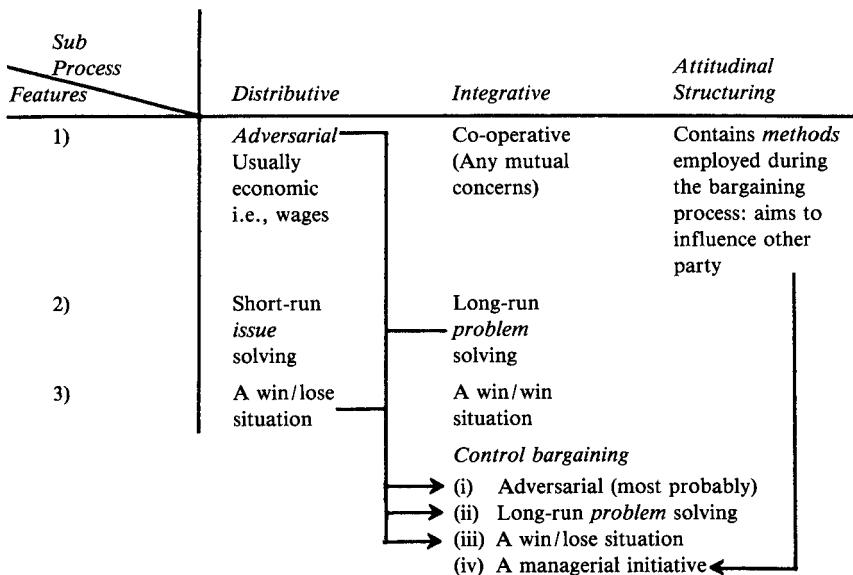 Sub
Process
Features
Distributive
Integrative
Attitudinal
Structuring
1)
Adversarial
Usually
economic
i.e., wages
Co-operative
(Any mutual
concerns)
Contains methods
employed during
the bargaining
process: aims to
influence other
party
2)
Short-run
issue
solving
Long-run
problem
solving
3)
A win/lose
situation
A win/win
situation
Control bargaining
(i) Adversarial (most probably)
(ii) Long-run problem solving
(iii) A win/lose situation
(iv) A managerial initiative